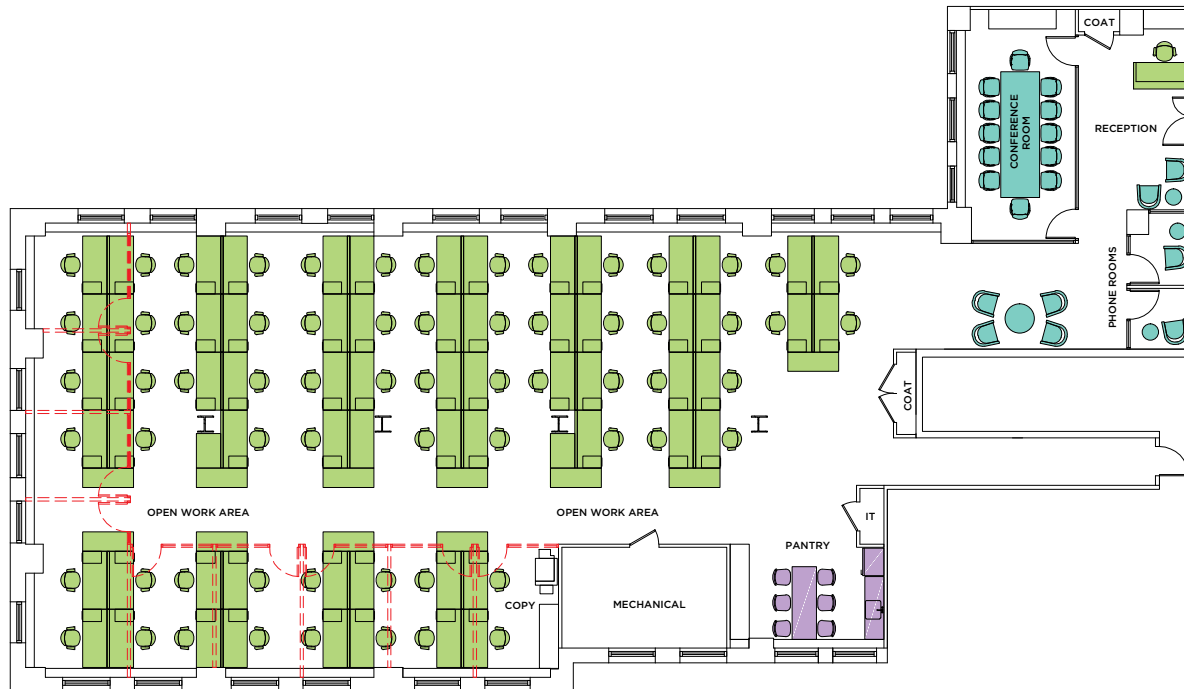 COAT
CONFERENCE
ROOM
RECEPTION
PHONE ROOMS
COAT
OPEN WORK AREA
OPEN WORK AREA
IT
PANTRY
COPY
MECHANICAL